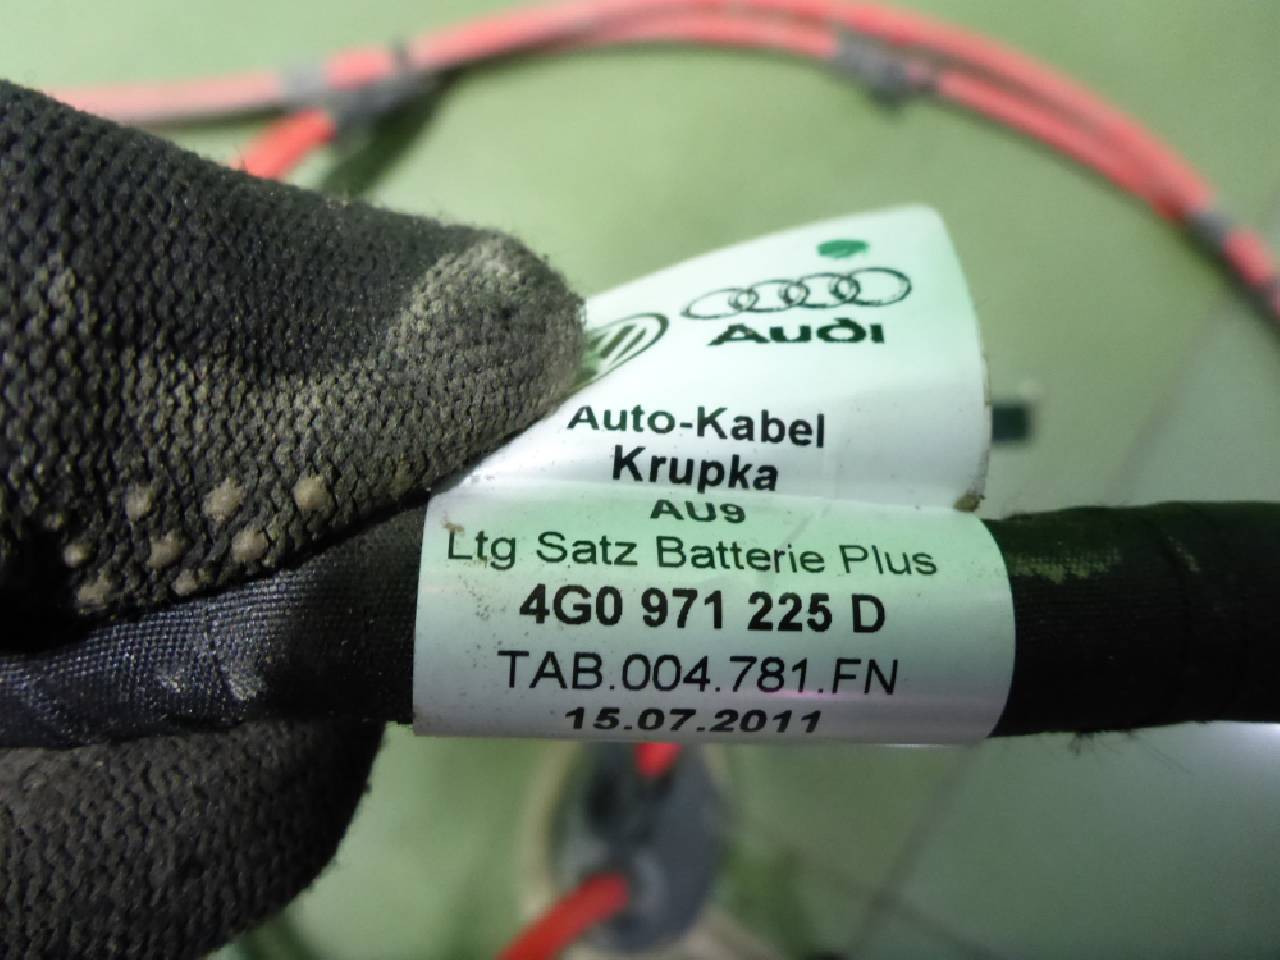 Audi
Auto-Kabel
Krupka
AU9
Ltg Satz Batterie Plus
4G0 971 225 D
TAB.004.781.FN
15.07.2011